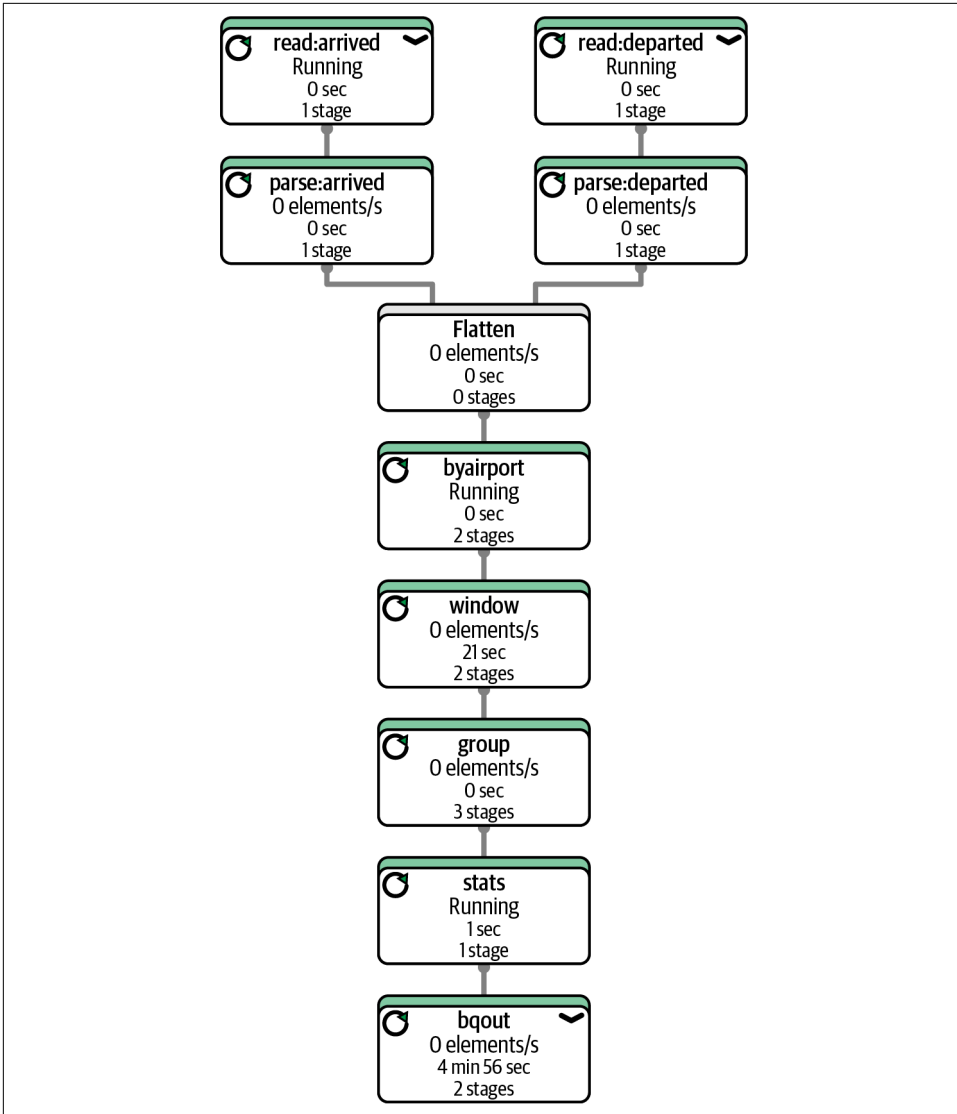 read:arrived
Running
0 sec
1 stage
read:departed
Running
0 sec
1 stage
parse:arrived
0 elements/s
0 sec
1 stage
parse:departed
0 elements/s
0 sec
1 stage
Flatten
0 elements/s
0 sec
0 stages
byairport
Running
0 sec
2 stages
window
0 elements/s
21 sec
2 stages
group
0 elements/s
0 sec
3 stages
stats
Running
1 sec
1 stage
bqout
0 elements/s
4 min 56 sec
2 stages